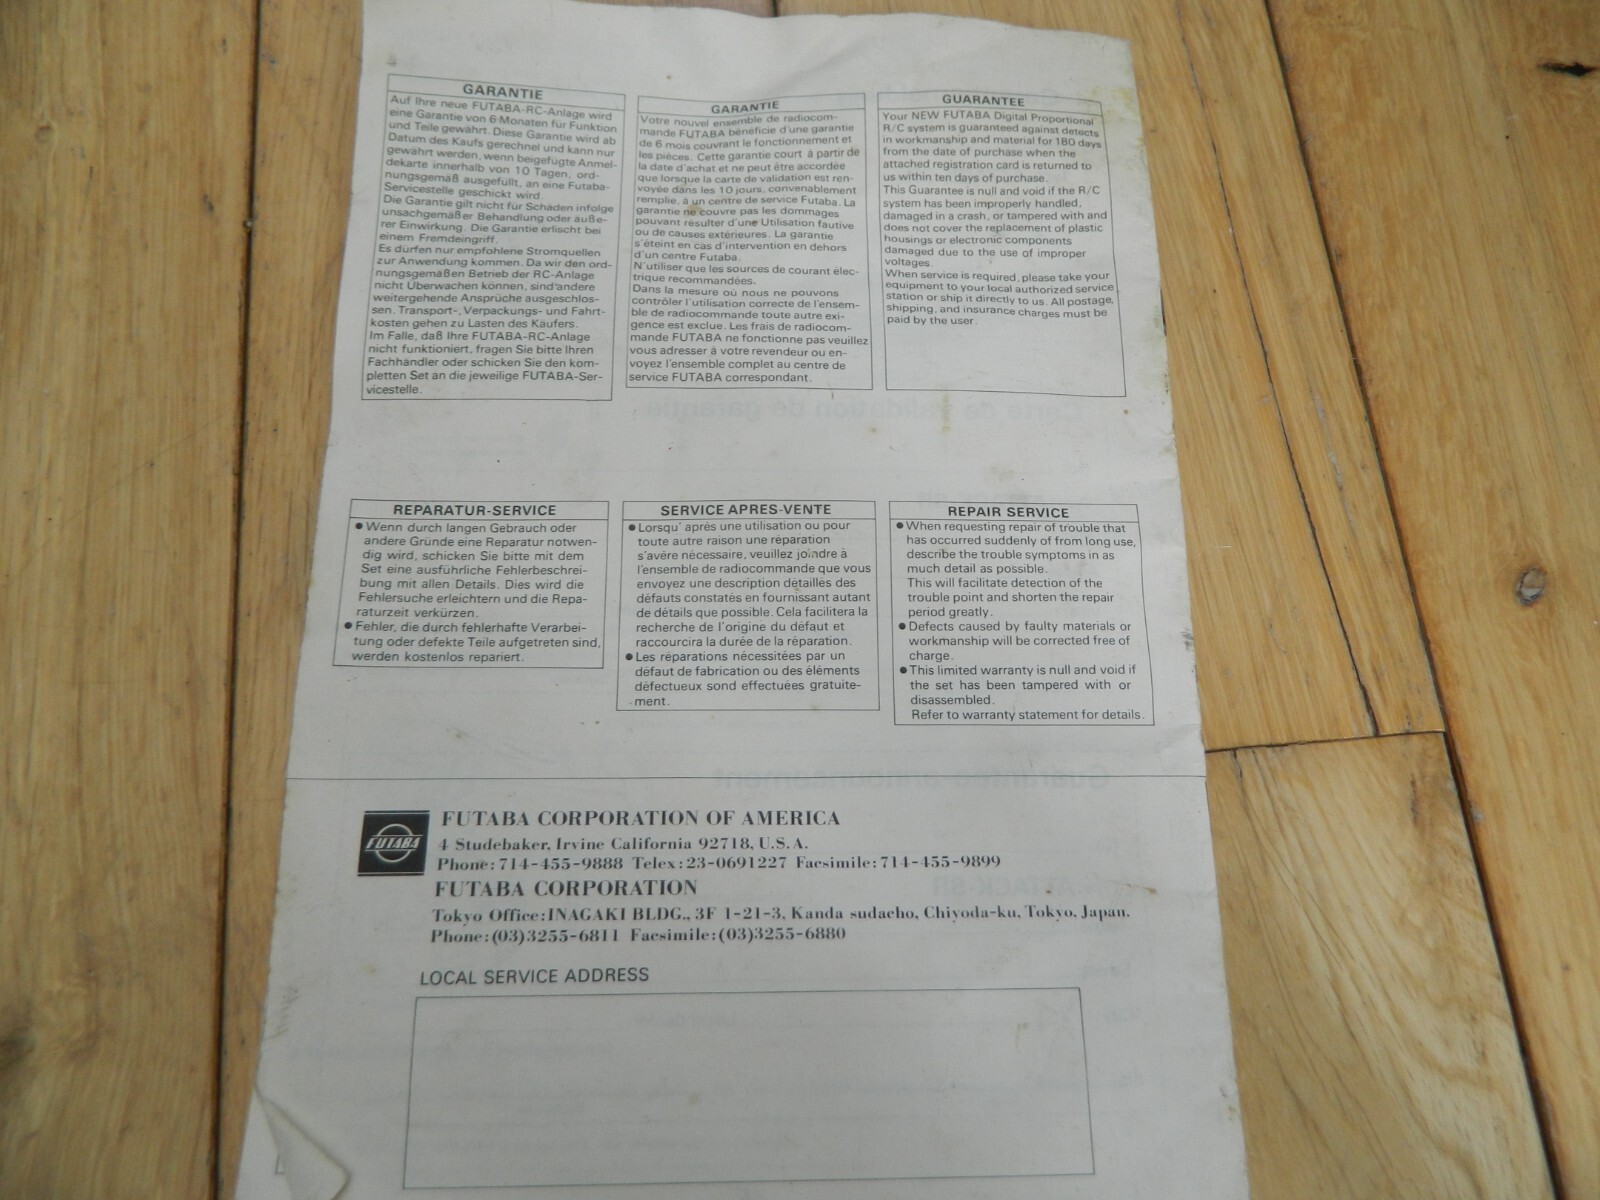 GARANTIE
Auf Ihre neue FUTABA-RC-Anlage wird
eine Garantie von 6 Monaten für Funktion
und Teile gewährt. Diese Garantie wird ab
Datum des Kaufs gerechnet und kann nur
gewährt werden, wenn beigefügte Anmel-
dekarte innerhalb von 10 Tagen, ord-
nungsgemäß ausgefüllt, an eine Futaba-
Servicestelle geschickt wird.
Die Garantie gilt nicht für Schäden infolge
unsachgemäßer Behandlung oder äuße-
rer Einwirkung. Die Garantie erlischt bei
einem Fremdeingriff.
Es dürfen nur empfohlene Stromquellen
zur Anwendung kommen. Da wir den ord-
nungsgemäßen Betrieb der RC-Anlage
nicht Überwachen können, sind andere
weitergehende Ansprüche ausgeschlos-
sen. Transport-, Verpackungs- und Fahrt-
kosten gehen zu Lasten des Käufers.
Im Falle, daß Ihre FUTABA-RC-Anlage
nicht funktioniert, fragen Sie bitte Ihren
Fachhändler oder schicken Sie den kom-
pletten Set an die jeweilige FUTABA-Ser-
vicestelle.
GARANTIE
Votre nouvel ensemble de radiocom-
mande FUTABA bénéficie d'une garantie
de 6 mois couvrant le fonctionnement et
les pièces. Cette garantie court à partir de
la date d'achat et ne peut être accordée
que lorsque la carte de validation est ren-
voyée dans les 10 jours, convenablement
remplie, à un centre de service Futaba. La
garantie ne couvre pas les dommages
pouvant résulter d'une Utilisation fautive
ou de causes extérieures. La garantie
s'éteint en cas d'intervention en dehors
d'un centre Futaba.
N'utiliser que les sources de courant élec-
trique recommandées.
Dans la mesure où nous ne pouvons
contrôler l'utilisation correcte de l'ensem-
ble de radiocommande toute autre exi-
gence est exclue. Les frais de radiocom-
mande FUTABA ne fonctionne pas veuillez
vous adresser à votre revendeur ou en-
voyez l'ensemble complet au centre de
service FUTABA correspondant.
GUARANTEE
Your NEW FUTABA Digital Proportional
R/C system is guaranteed against detects
in workmanship and material for 180 days
from the date of purchase when the
attached registration card is returned to
us within ten days of purchase.
This Guarantee is null and void if the R/C
system has been improperly handled,
damaged in a crash, or tampered with and
does not cover the replacement of plastic
housings or electronic components
damaged due to the use of improper
voltages.
When service is required, please take your
equipment to your local authorized service
station or ship it directly to us. All postage,
shipping, and insurance charges must be
paid by the user.
REPARATUR-SERVICE
● Wenn durch langen Gebrauch oder
andere Gründe eine Reparatur notwen-
dig wird, schicken Sie bitte mit dem
Set eine ausführliche Fehlerbeschrei-
bung mit allen Details. Dies wird die
Fehlersuche erleichtern und die Repa-
raturzeit verkürzen.
● Fehler, die durch fehlerhafte Verarbei-
tung oder defekte Teile aufgetreten sind,
werden kostenlos repariert.
SERVICE APRES-VENTE
● Lorsqu' après une utilisation ou pour
toute autre raison une réparation
s'avère nécessaire, veuillez joindre à
l'ensemble de radiocommande que vous
envoyez une description détailles des
défauts constatés en fournissant autant
de détails que possible. Cela facilitera la
recherche de l'origine du défaut et
raccourcira la durée de la réparation.
● Les réparations nécessitées par un
défaut de fabrication ou des éléments
défectueux sond effectuées gratuite-
ment.
REPAIR SERVICE
● When requesting repair of trouble that
has occurred suddenly of from long use,
describe the trouble symptoms in as
much detail as possible.
This will facilitate detection of the
trouble point and shorten the repair
period greatly.
● Defects caused by faulty materials or
workmanship will be corrected free of
charge.
● This limited warranty is null and void if
the set has been tampered with or
disassembled.
Refer to warranty statement for details.
FUTABA
FUTABA CORPORATION OF AMERICA
4 Studebaker, Irvine California 92718, U.S.A.
Phone: 714-455-9888 Telex: 23-0691227 Facsimile: 714-455-9899
FUTABA CORPORATION
Tokyo Office: INAGAKI BLDG., 3F 1-21-3, Kanda sudacho, Chiyoda-ku, Tokyo, Japan.
Phone: (03)3255-6811 Facsimile: (03)3255-6880
LOCAL SERVICE ADDRESS